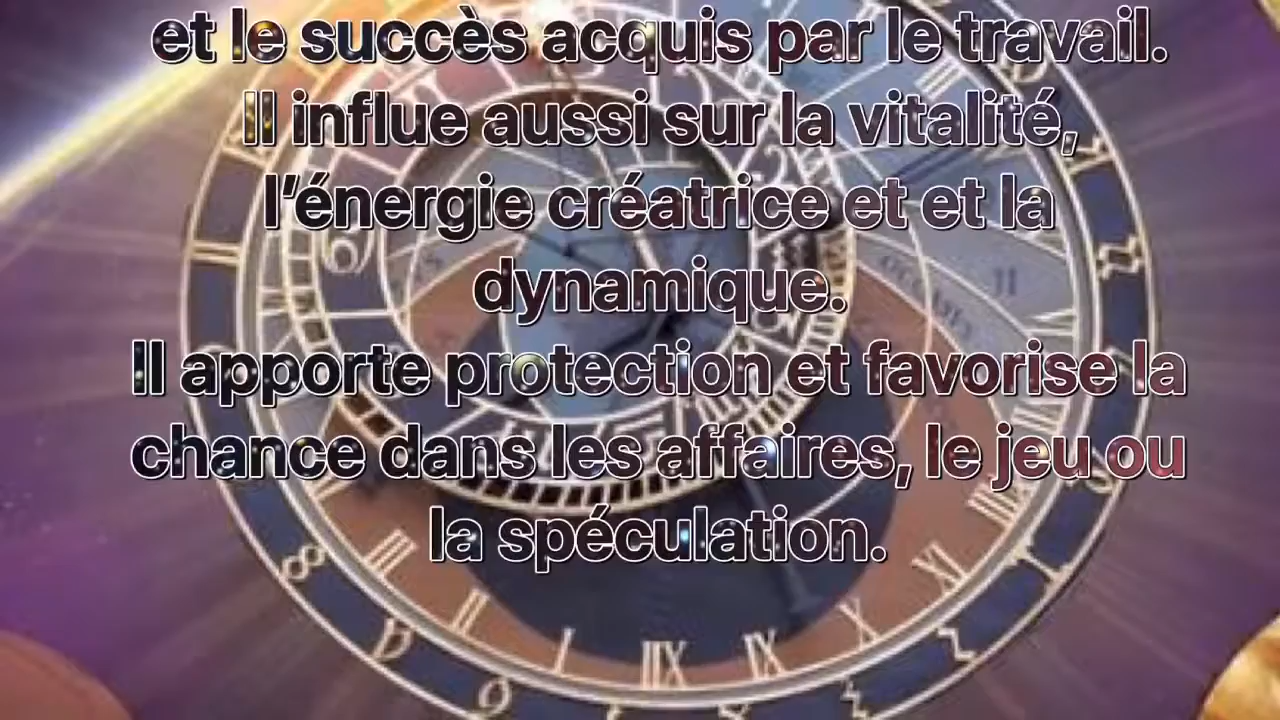 et le succès acquis par le travail.
Il influe aussi sur la vitalité,
l’énergie créatrice et et la
dynamique.
Il apporte protection et favorise la
chance dans les affaires, le jeu ou
la spéculation.